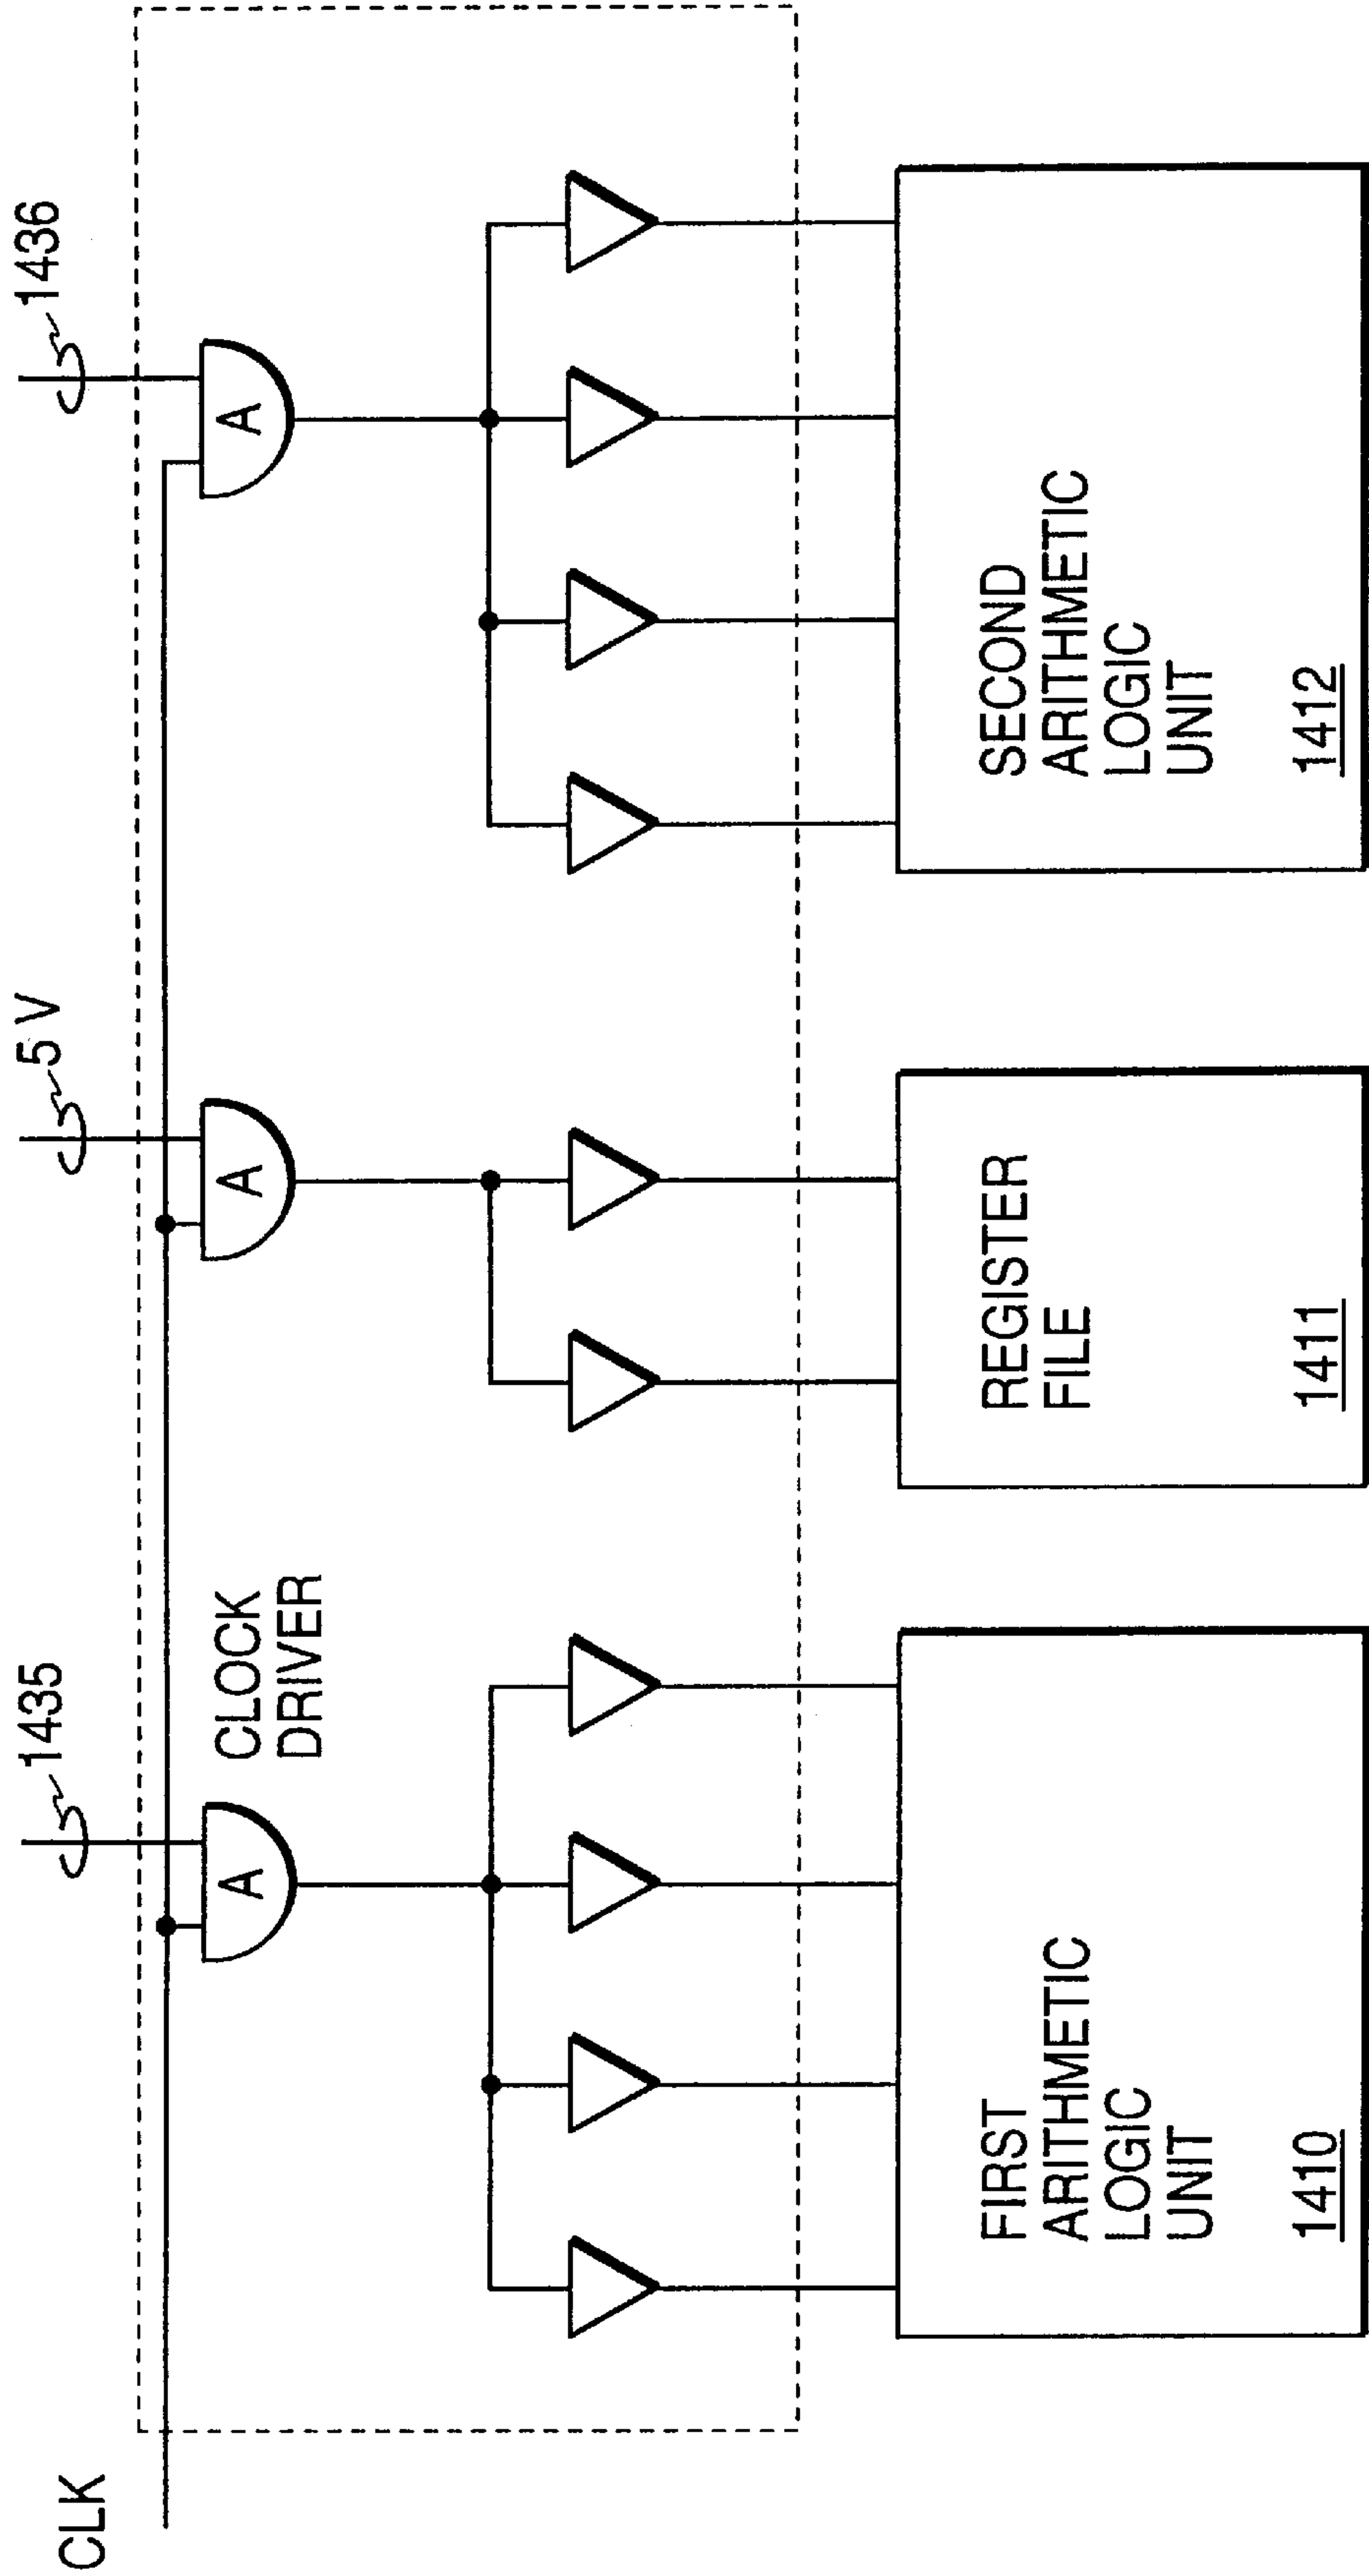 CLK
1435
5 V
1436
A
A
A
CLOCK
DRIVER
FIRST
ARITHMETIC
LOGIC
UNIT
1410
REGISTER
FILE
1411
SECOND
ARITHMETIC
LOGIC
UNIT
1412